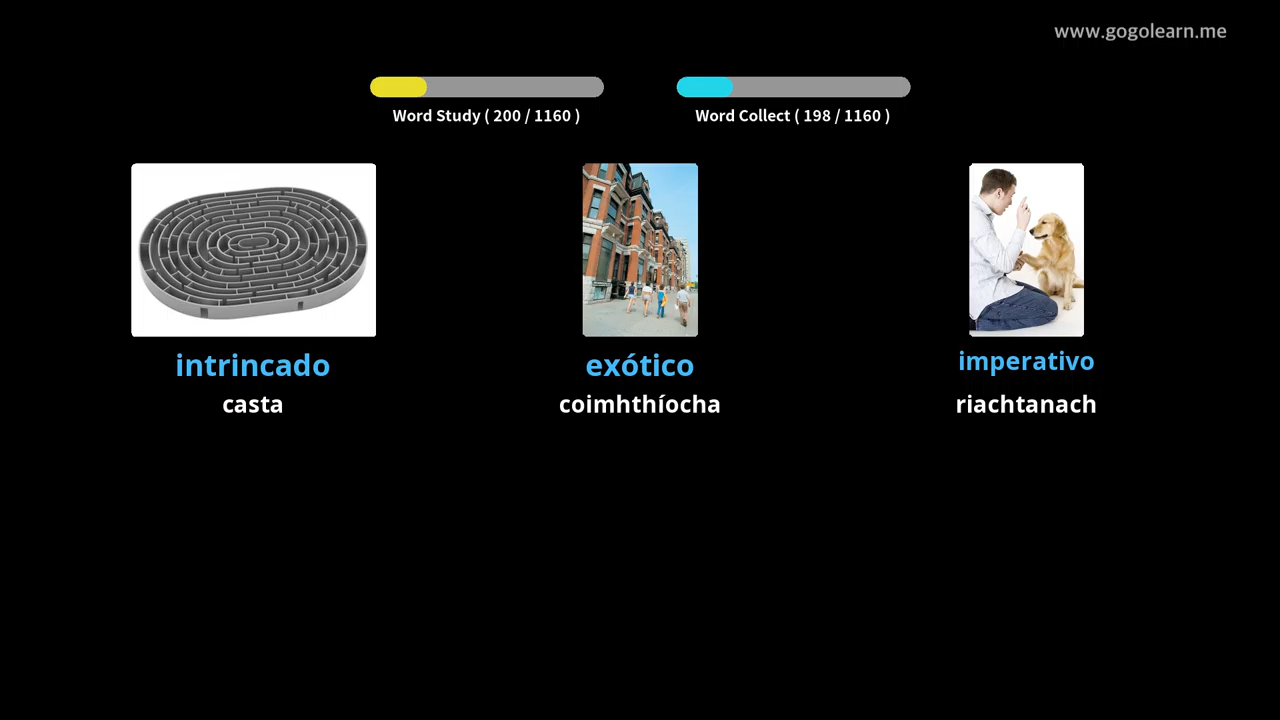 www.gogolearn.me
Word Study ( 200 / 1160 )
Word Collect ( 198 / 1160 )
intrincado
casta
exótico
coimhthíocha
imperativo
riachtanach